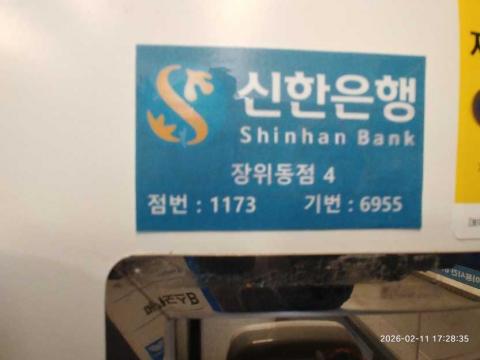 신한은행
Shinhan Bank
장위동점 4
점번 : 1173 기번 : 6955
2026-02-11 17:28:35